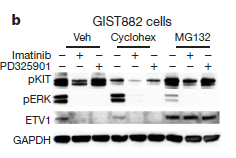 b GIST882 cells
Veh Cyclohex MG132
Imatinib – + – – + – – + –
PD325901 – – + – – + – – +
pKIT
pERK
ETV1
GAPDH